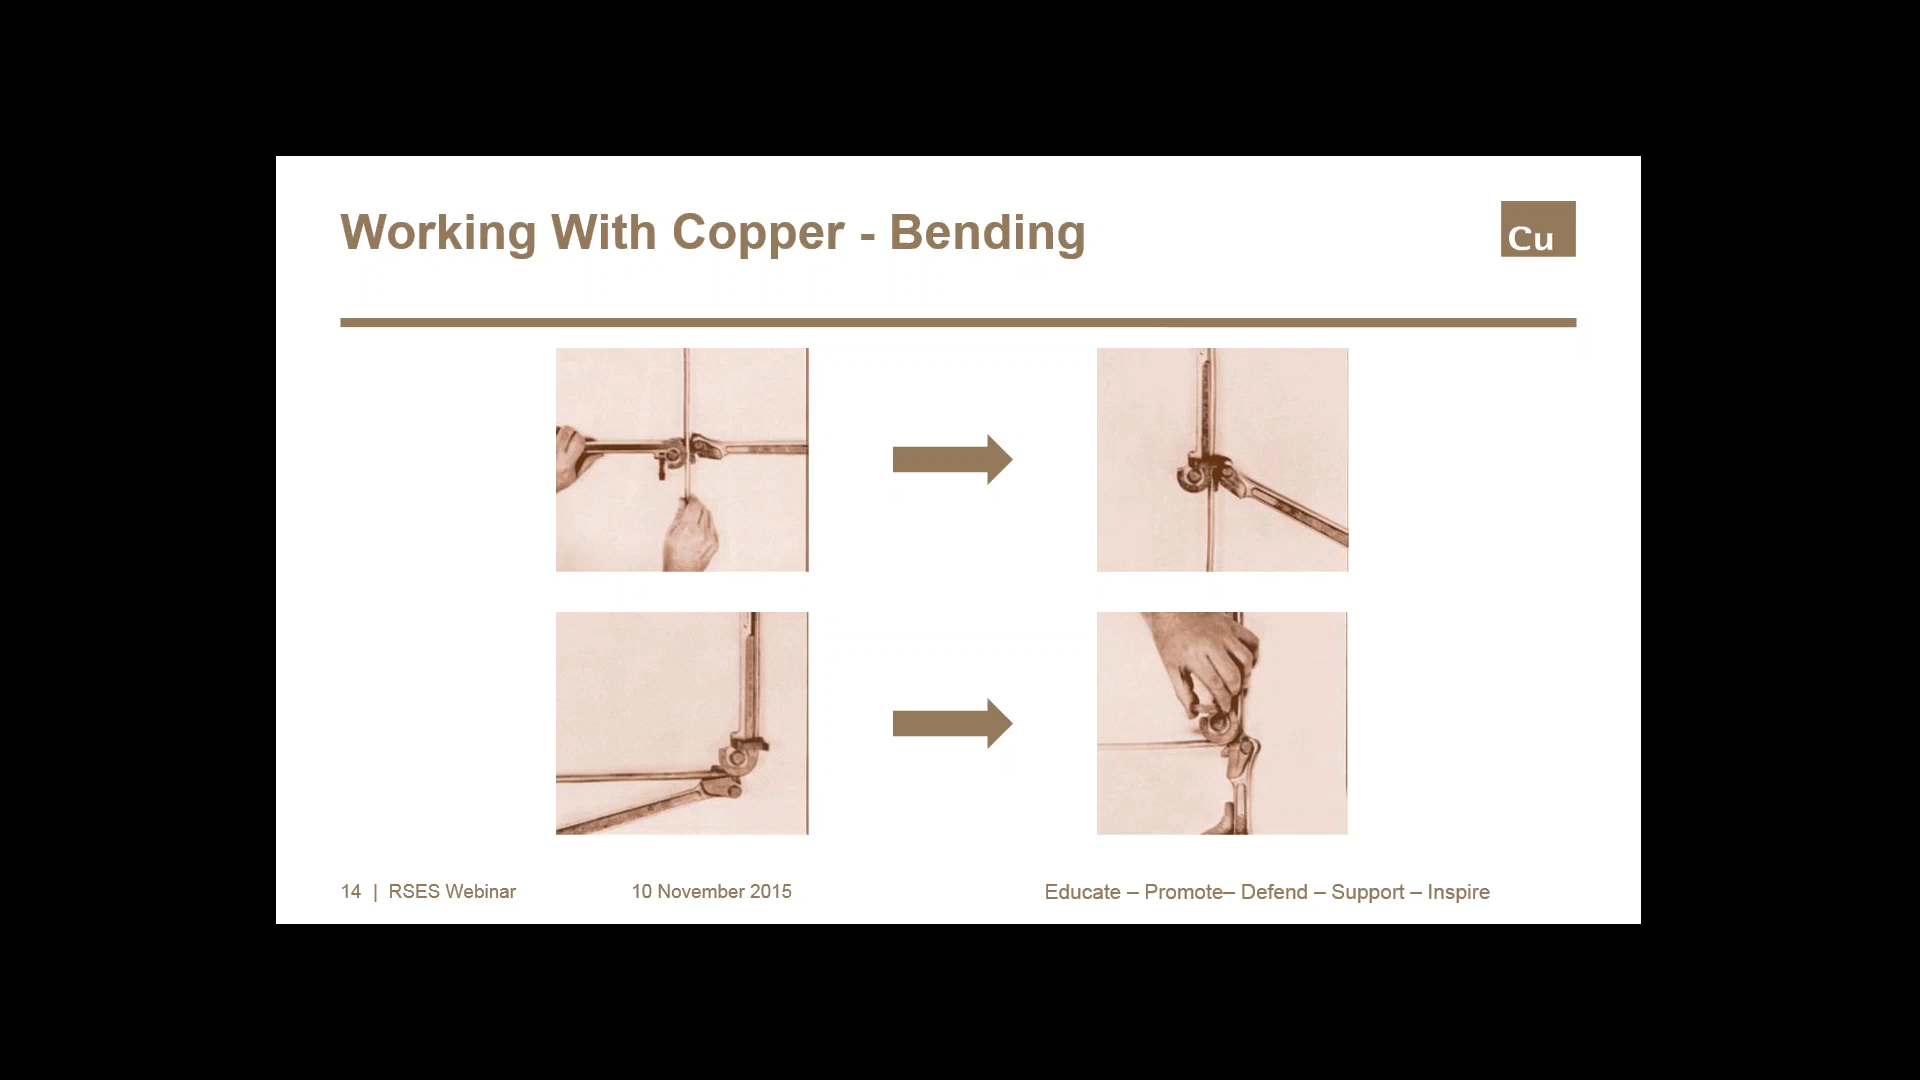 Working With Copper - Bending
Cu
14 | RSES Webinar
10 November 2015
Educate – Promote– Defend – Support – Inspire